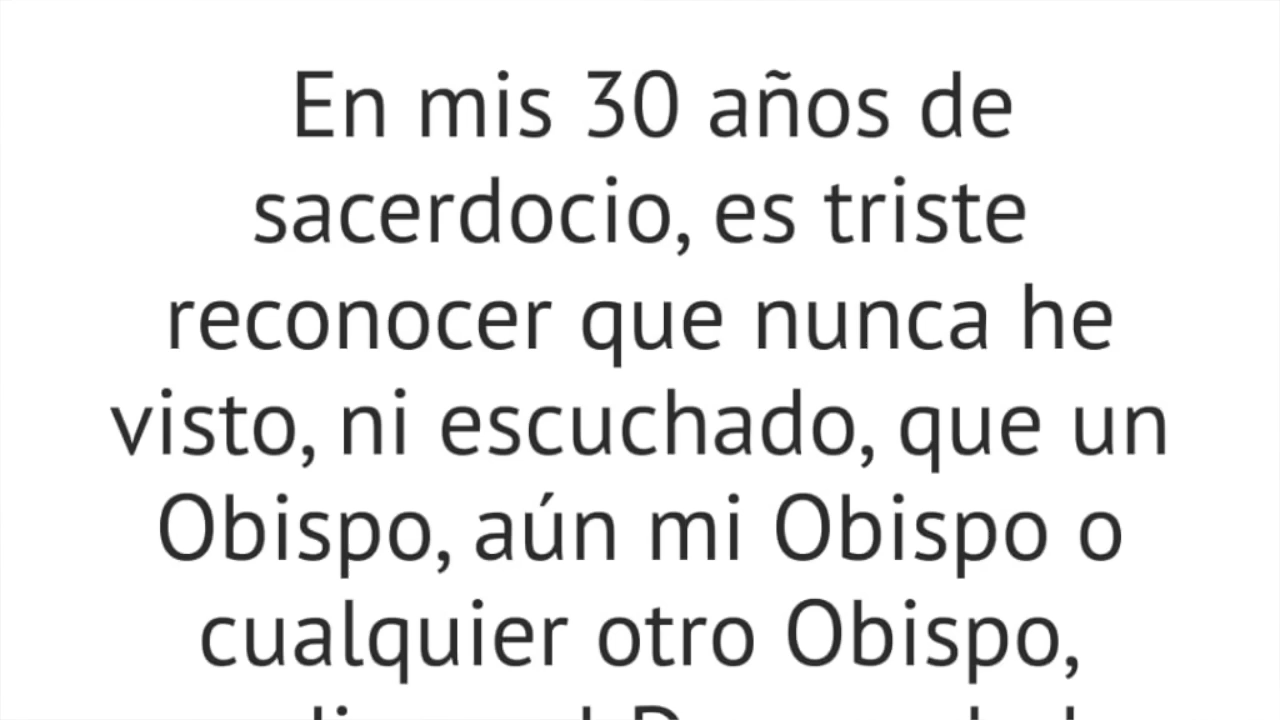 En mis 30 años de
sacerdocio, es triste
reconocer que nunca he
visto, ni escuchado, que un
Obispo, aún mi Obispo o
cualquier otro Obispo,